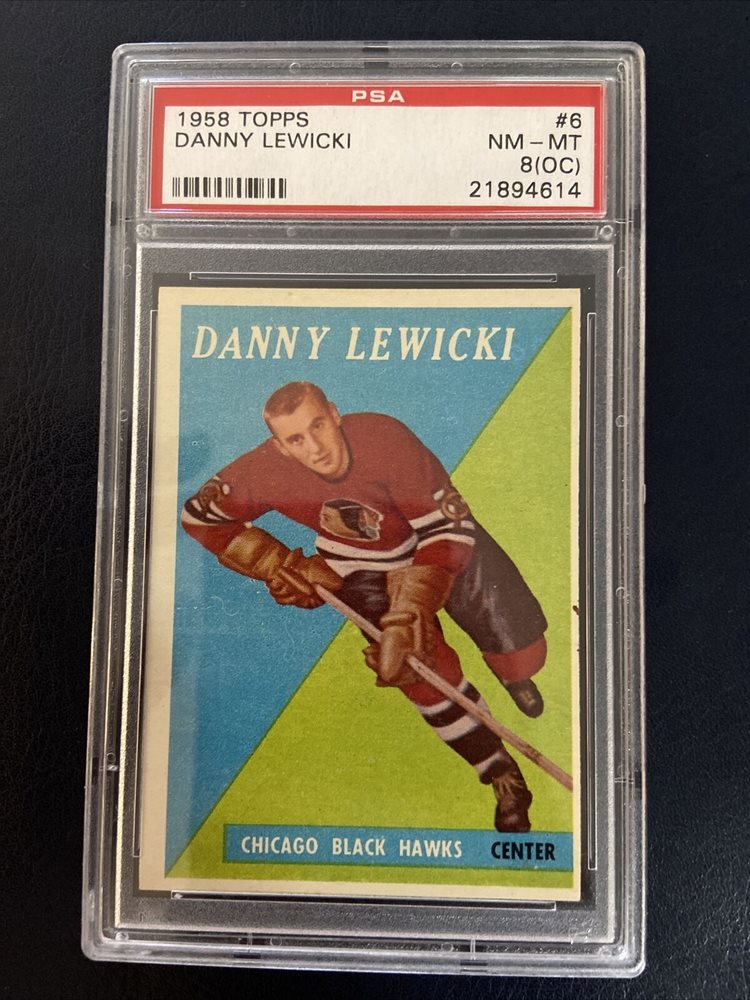 PSA
1958 TOPPS #6
DANNY LEWICKI NM-MT
8(OC)
21894614
DANNY LEWICKI
CHICAGO BLACK HAWKS CENTER